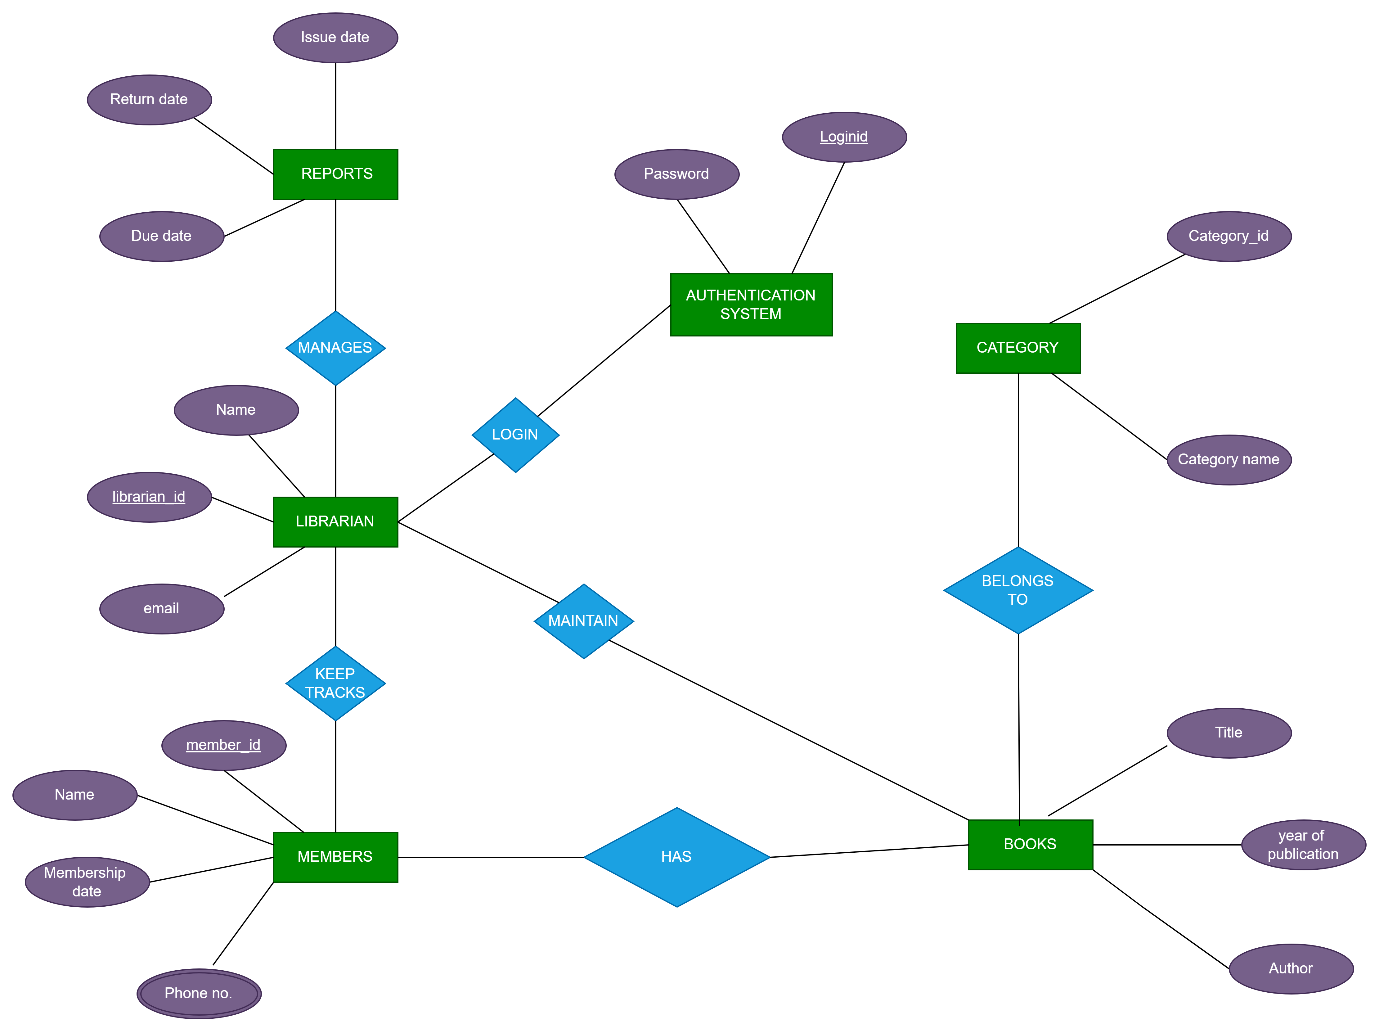 Issue date
Return date
REPORTS
Due date
Loginid
Password
AUTHENTICATION
SYSTEM
Category_id
CATEGORY
Category name
MANAGES
Name
LOGIN
librarian_id
LIBRARIAN
email
MAINTAIN
BELONGS
TO
KEEP
TRACKS
member_id
Name
MEMBERS
Membership
date
Phone no.
HAS
Title
BOOKS
year of
publication
Author